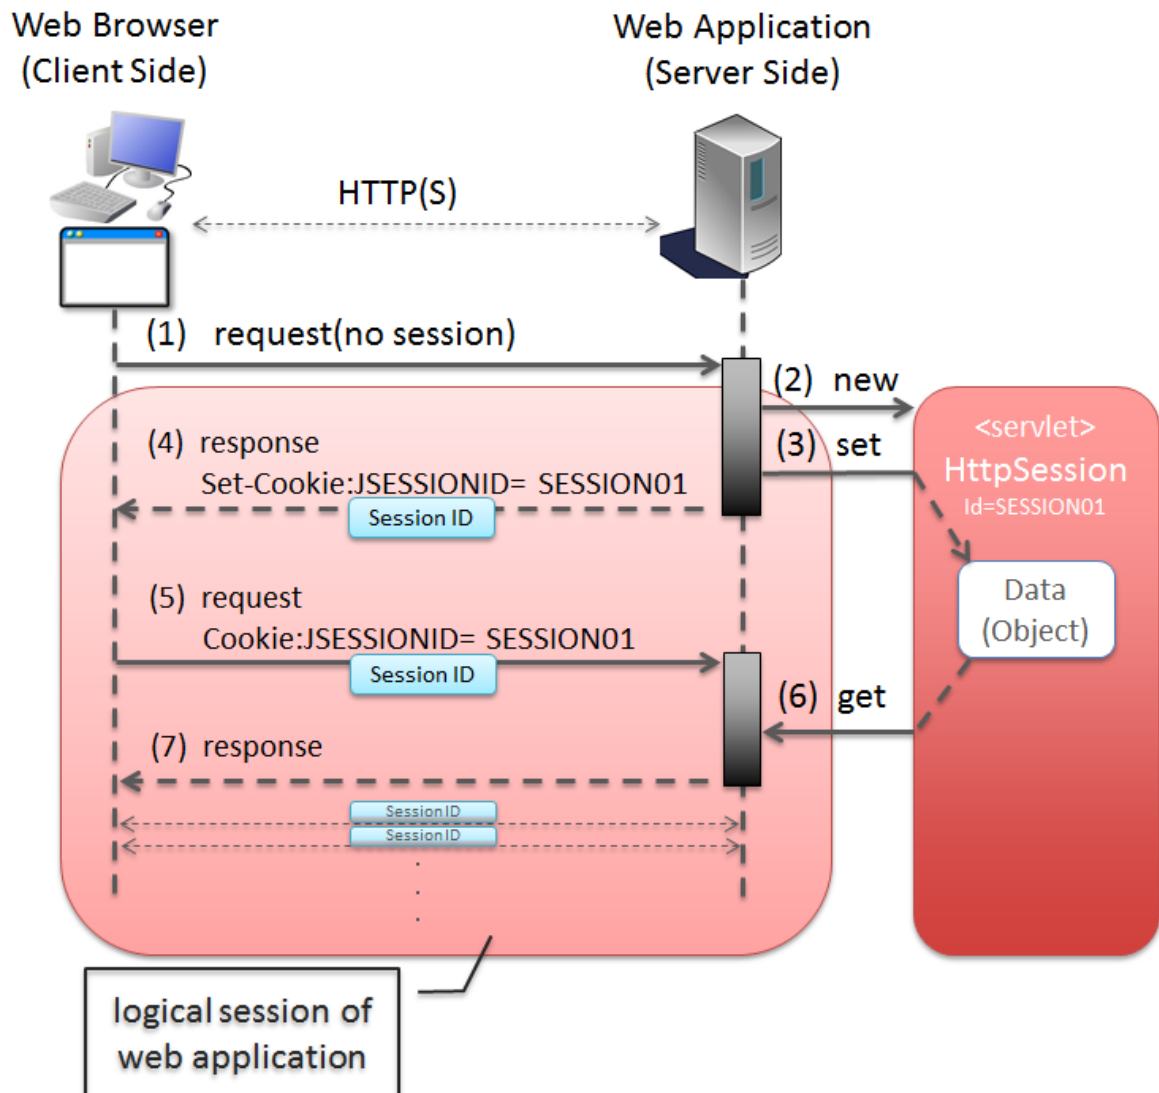 Web Browser
(Client Side)
Web Application
(Server Side)
HTTP(S)
(1) request(no session)
(2) new
(3) set
<servlet>
HttpSession
Id=SESSION01
(4) response
Set-Cookie:JSESSIONID= SESSION01
Session ID
Data
(Object)
(5) request
Cookie:JSESSIONID= SESSION01
Session ID
(6) get
(7) response
Session ID
Session ID
logical session of
web application